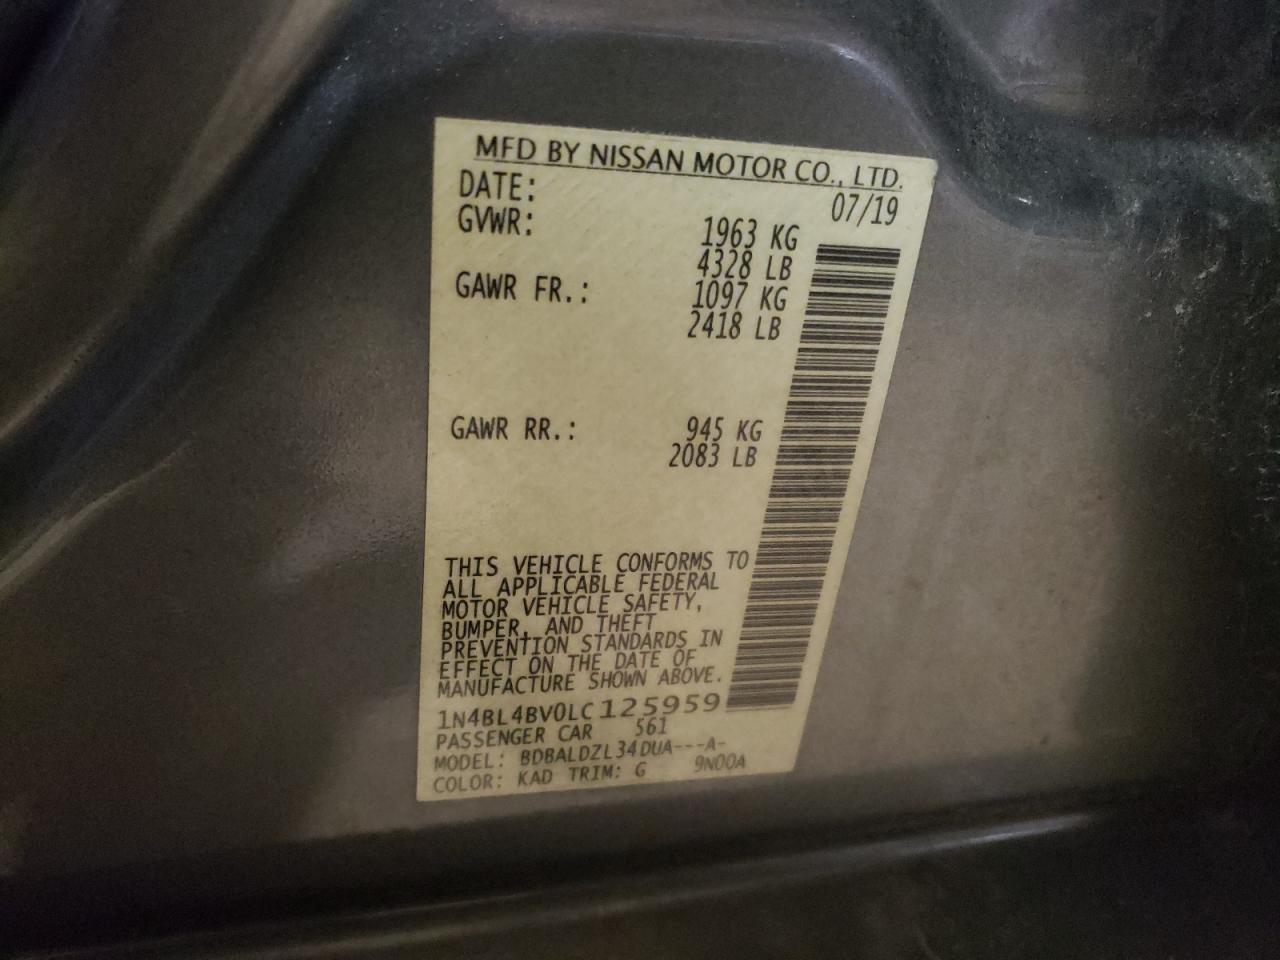 MFD BY NISSAN MOTOR CO., LTD.
DATE: 07/19
GVWR: 1963 KG
4328 LB
GAWR FR.: 1097 KG
2418 LB
GAWR RR.: 945 KG
2083 LB
THIS VEHICLE CONFORMS TO
ALL APPLICABLE FEDERAL
MOTOR VEHICLE SAFETY,
BUMPER, AND THEFT
PREVENTION STANDARDS IN
EFFECT ON THE DATE OF
MANUFACTURE SHOWN ABOVE.
1N4BL4BV0LC125959
PASSENGER CAR 561
MODEL: BDBALDZL34DUA---A-
COLOR: KAD TRIM: G 9N00A